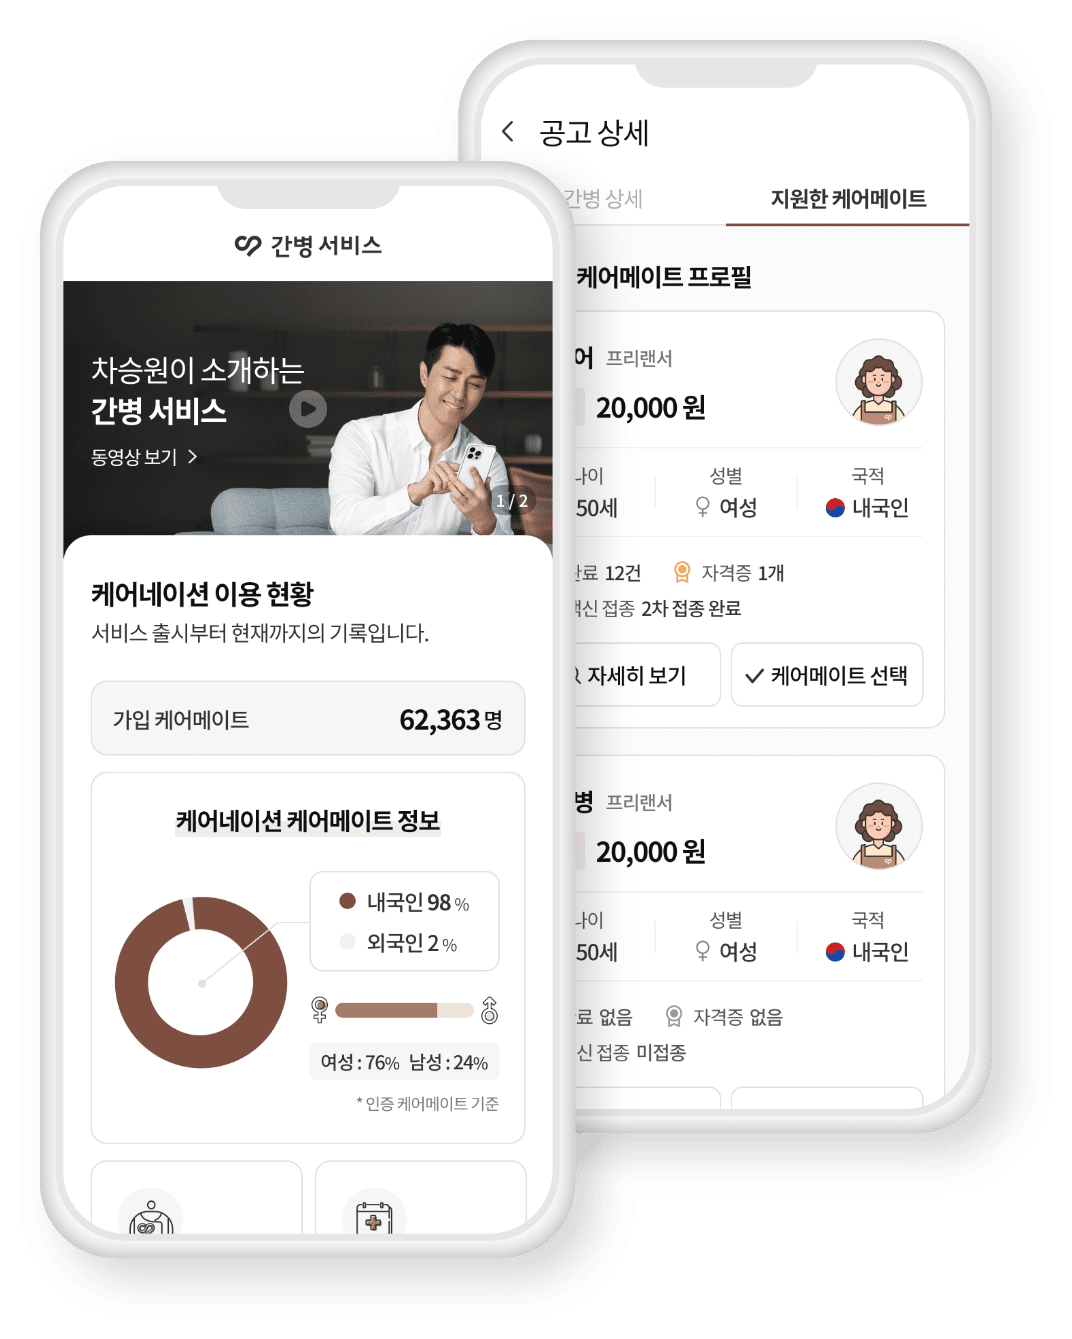 간병 서비스
차승원이 소개하는
간병 서비스
동영상 보기
1 / 2
케어네이션 이용 현황
서비스 출시부터 현재까지의 기록입니다.
가입 케어메이트 62,363 명
케어네이션 케어메이트 정보
내국인 98 %
외국인 2 %
여성 : 76% 남성 : 24%
* 인증 케어메이트 기준
공고 상세
간병 상세 지원한 케어메이트
케어메이트 프로필
어 프리랜서
20,000 원
나이 성별 국적
50세 여성 내국인
완료 12건 자격증 1개
백신 접종 2차 접종 완료
자세히 보기 케어메이트 선택
병 프리랜서
20,000 원
나이 성별 국적
50세 여성 내국인
료 없음 자격증 없음
신 접종 미접종